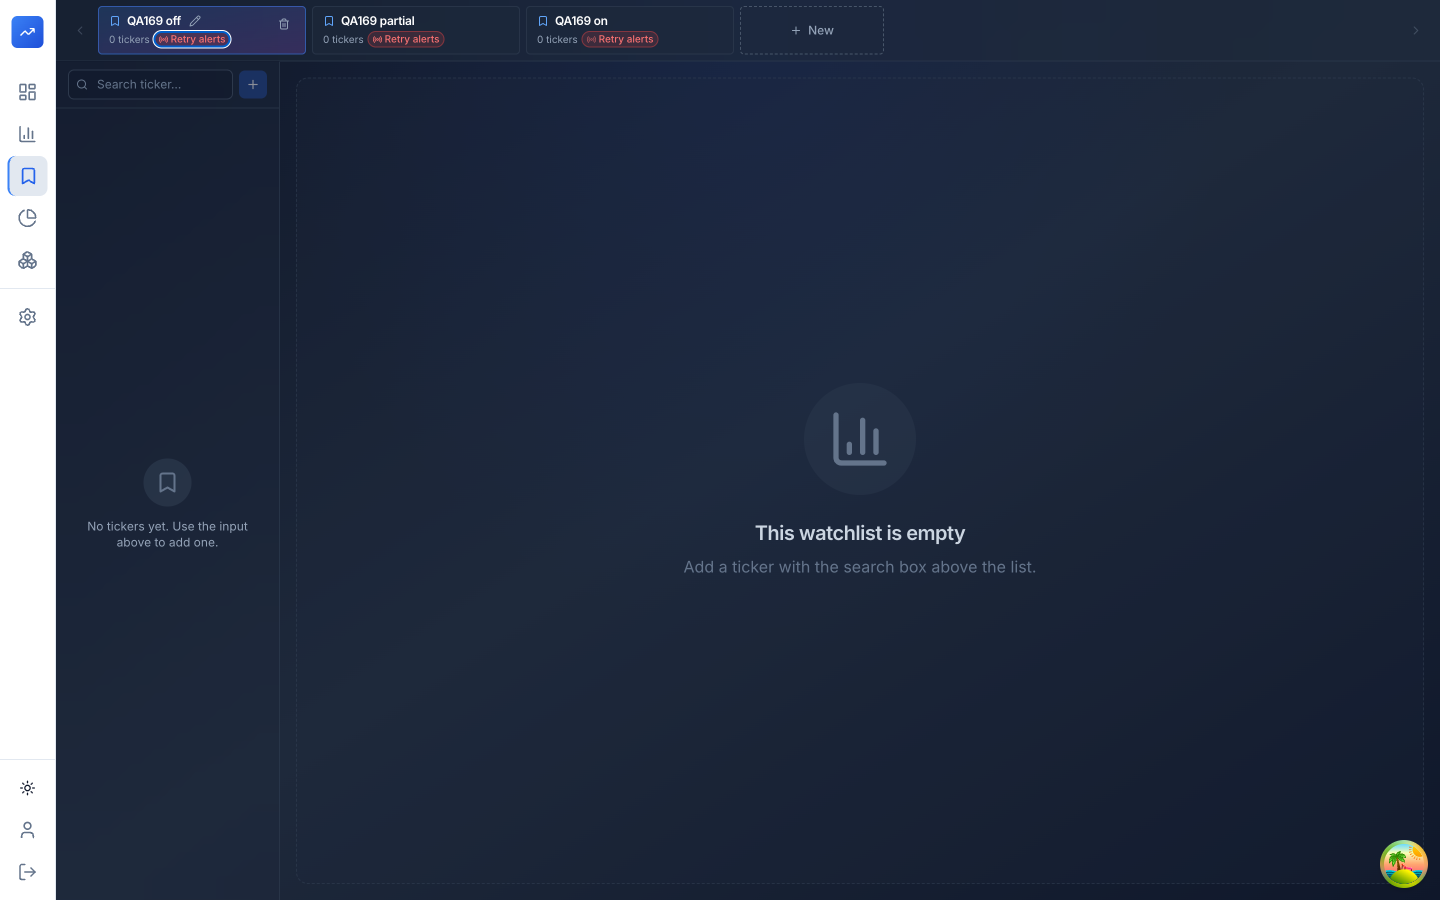 QA169 off
0 tickers Retry alerts
QA169 partial
0 tickers Retry alerts
QA169 on
0 tickers Retry alerts
New
Search ticker...
No tickers yet. Use the input
above to add one.
This watchlist is empty
Add a ticker with the search box above the list.